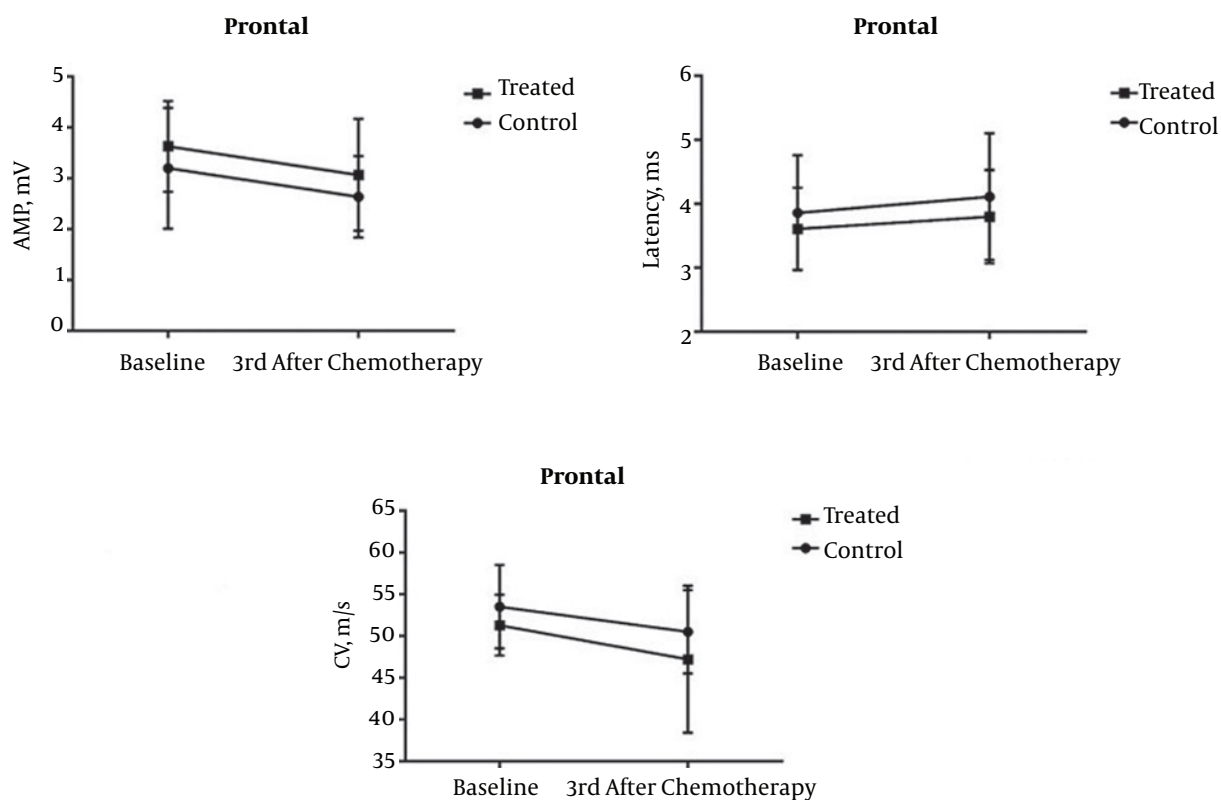 Prontal
AMP, mV
5
4
3
2
1
0
Treated
Control
Baseline
3rd After Chemotherapy
Prontal
Latency, ms
6
5
4
3
2
Treated
Control
Baseline
3rd After Chemotherapy
Prontal
CV, m/s
65
60
55
50
45
40
35
Treated
Control
Baseline
3rd After Chemotherapy